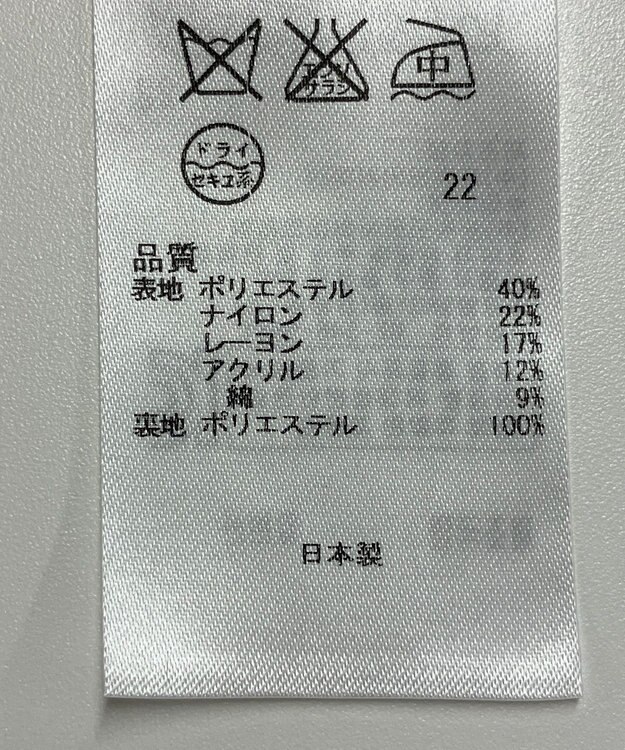 エンソ
サラシ
中
ドライ
セキユ系
22
品質
表地 ポリエステル 40%
ナイロン 22%
レーヨン 17%
アクリル 12%
綿 9%
裏地 ポリエステル 100%
日本製